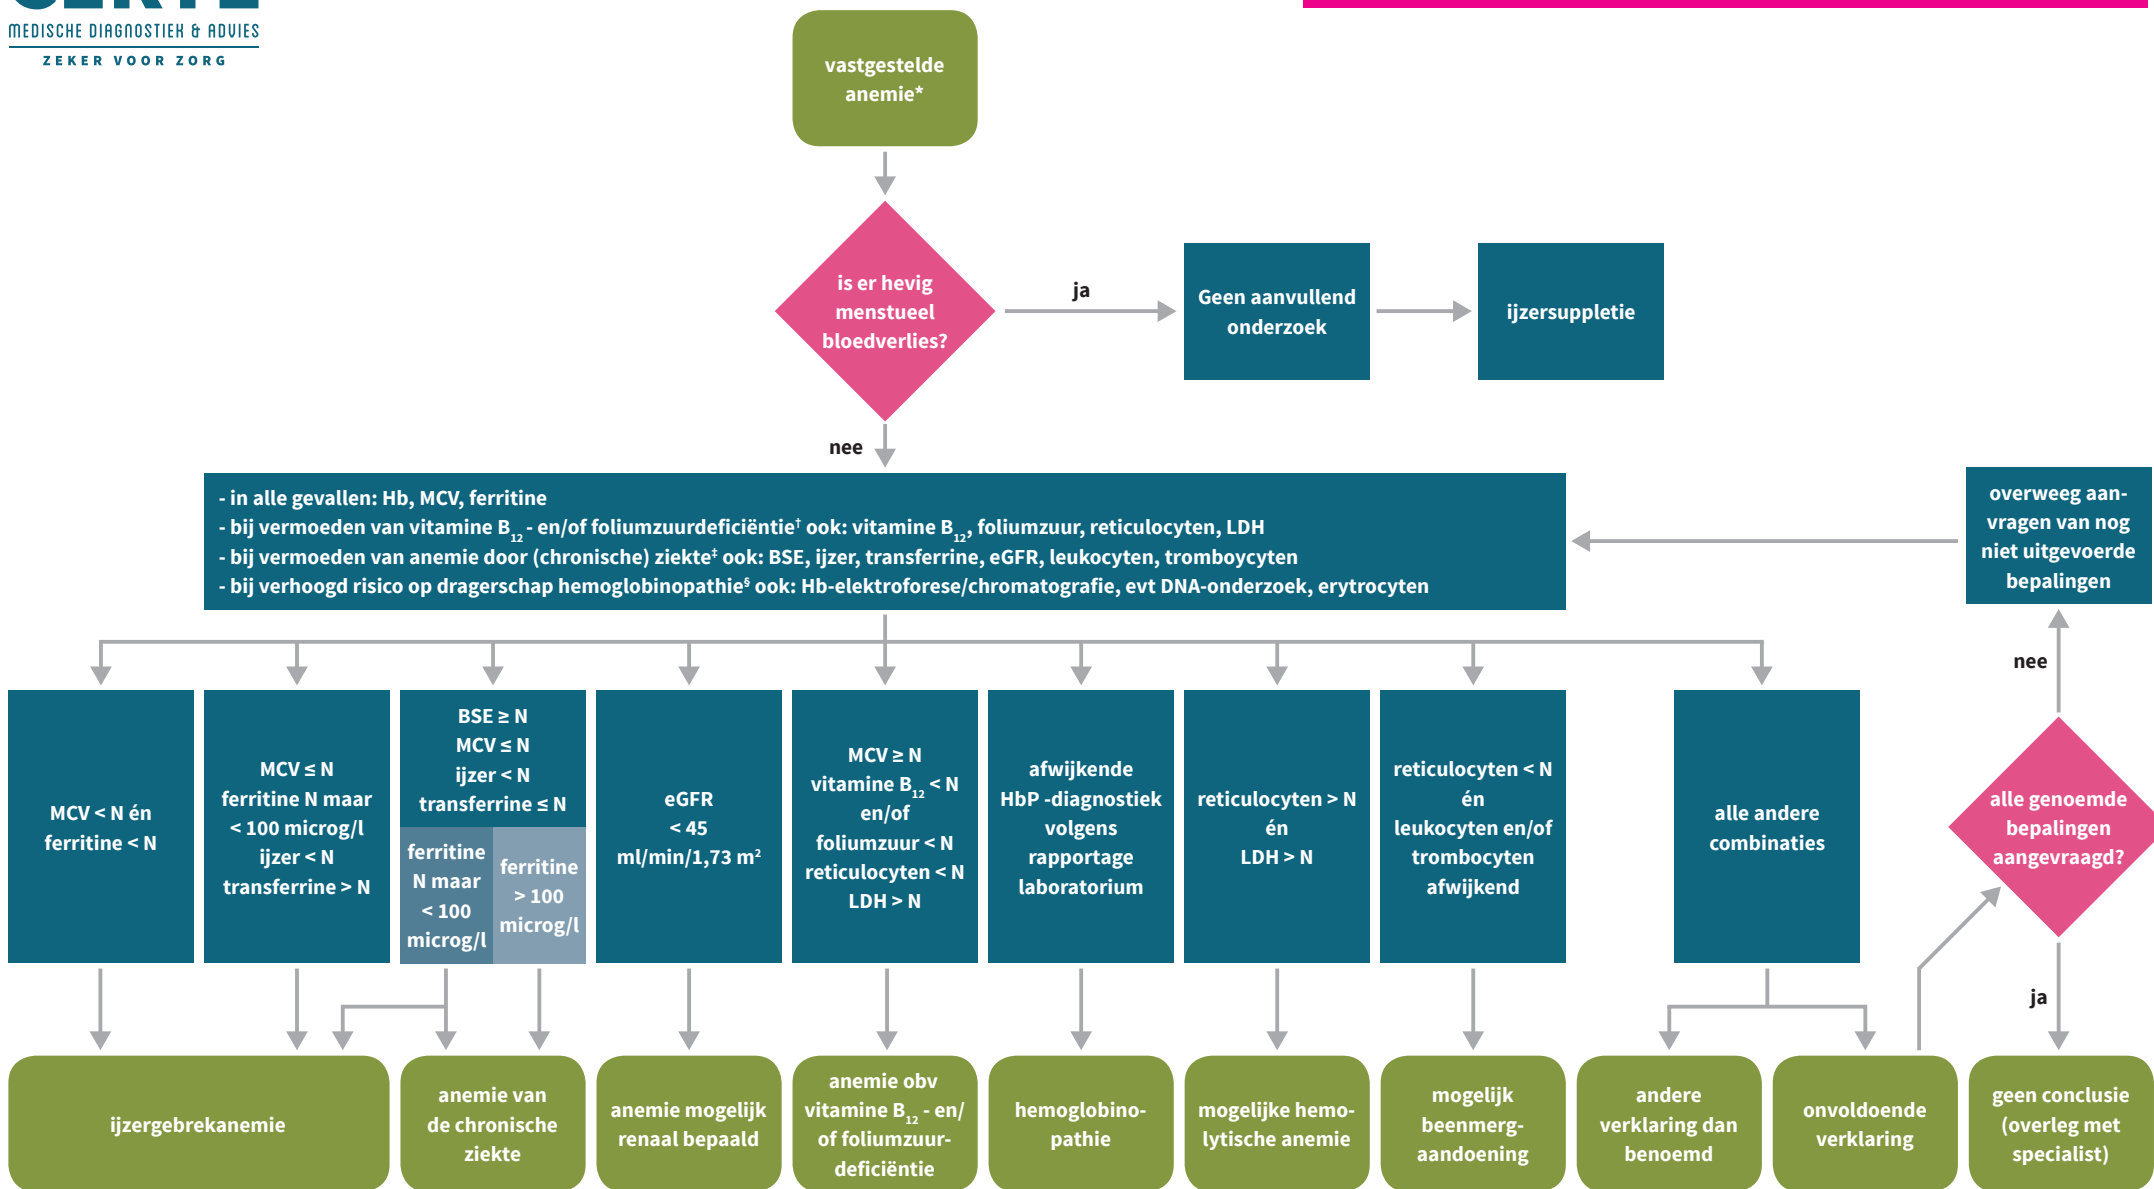 MEDISCHE DIAGNOSTIEK & ADVIES
ZEKER VOOR ZORG
vastgestelde
anemie*
is er hevig
menstueel
bloedverlies?
ja
Geen aanvullend
onderzoek
ijzersuppletie
nee
- in alle gevallen: Hb, MCV, ferritine
- bij vermoeden van vitamine B₁₂ - en/of foliumzuurdeficiëntie† ook: vitamine B₁₂, foliumzuur, reticulocyten, LDH
- bij vermoeden van anemie door (chronische) ziekte‡ ook: BSE, ijzer, transferrine, eGFR, leukocyten, tromboycyten
- bij verhoogd risico op dragerschap hemoglobinopathie§ ook: Hb-elektroforese/chromatografie, evt DNA-onderzoek, erytrocyten
overweeg aan-
vragen van nog
niet uitgevoerde
bepalingen
nee
MCV < N én
ferritine < N
MCV ≤ N
ferritine N maar
< 100 microg/l
ijzer < N
transferrine > N
BSE ≥ N
MCV ≤ N
ijzer < N
transferrine ≤ N
ferritine
N maar
< 100
microg/l
ferritine
> 100
microg/l
eGFR
< 45
ml/min/1,73 m²
MCV ≥ N
vitamine B₁₂ < N
en/of
foliumzuur < N
reticulocyten < N
LDH > N
afwijkende
HbP -diagnostiek
volgens
rapportage
laboratorium
reticulocyten > N
én
LDH > N
reticulocyten < N
én
leukocyten en/of
trombocyten
afwijkend
alle andere
combinaties
alle genoemde
bepalingen
aangevraagd?
ja
ijzergebrekanemie
anemie van
de chronische
ziekte
anemie mogelijk
renaal bepaald
anemie obv
vitamine B₁₂ - en/
of foliumzuur-
deficiëntie
hemoglobino-
pathie
mogelijke hemo-
lytische anemie
mogelijk
beenmerg-
aandoening
andere
verklaring dan
benoemd
onvoldoende
verklaring
geen conclusie
(overleg met
specialist)